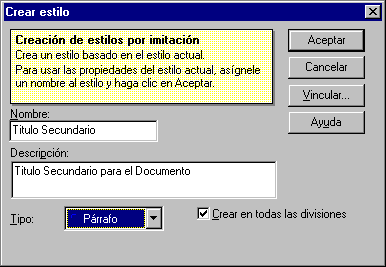 Crear estilo
Creación de estilos por imitación
Crea un estilo basado en el estilo actual.
Para usar las propiedades del estilo actual, asígnele
un nombre al estilo y haga clic en Aceptar.
Aceptar
Cancelar
Vincular...
Ayuda
Nombre:
Titulo Secundario
Descripción:
Titulo Secundario para el Documento
Tipo:
Párrafo
Crear en todas las divisiones